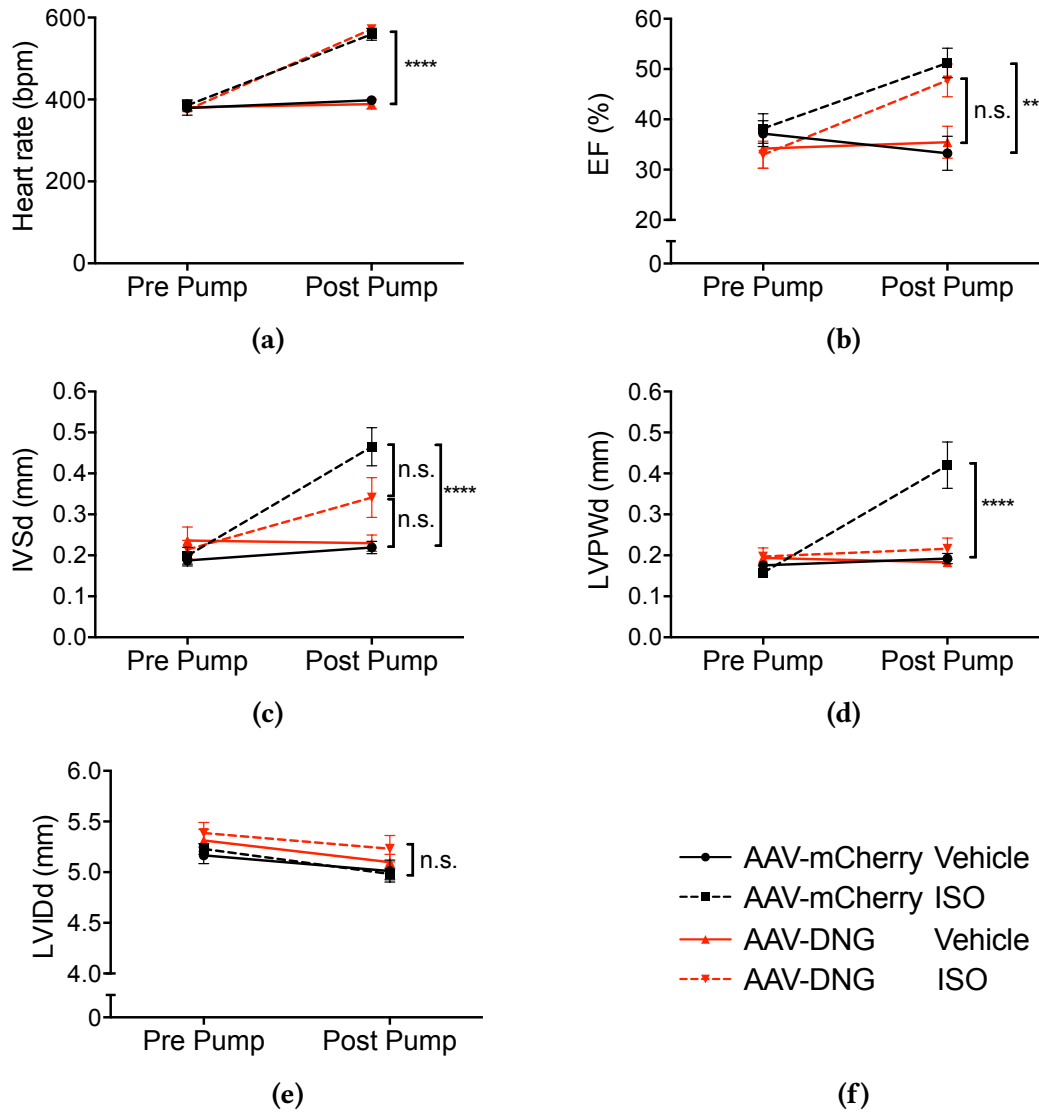 Heart rate (bpm)
600
400
200
0
Pre Pump
Post Pump
****
(a)
EF (%)
60
50
40
30
20
0
Pre Pump
Post Pump
n.s.
**
(b)
IVSd (mm)
0.6
0.5
0.4
0.3
0.2
0.1
0.0
Pre Pump
Post Pump
n.s.
n.s.
****
(c)
LVPWd (mm)
0.6
0.5
0.4
0.3
0.2
0.1
0.0
Pre Pump
Post Pump
****
(d)
LVIDd (mm)
6.0
5.5
5.0
4.5
4.0
0
Pre Pump
Post Pump
n.s.
(e)
AAV-mCherry Vehicle
AAV-mCherry ISO
AAV-DNG Vehicle
AAV-DNG ISO
(f)